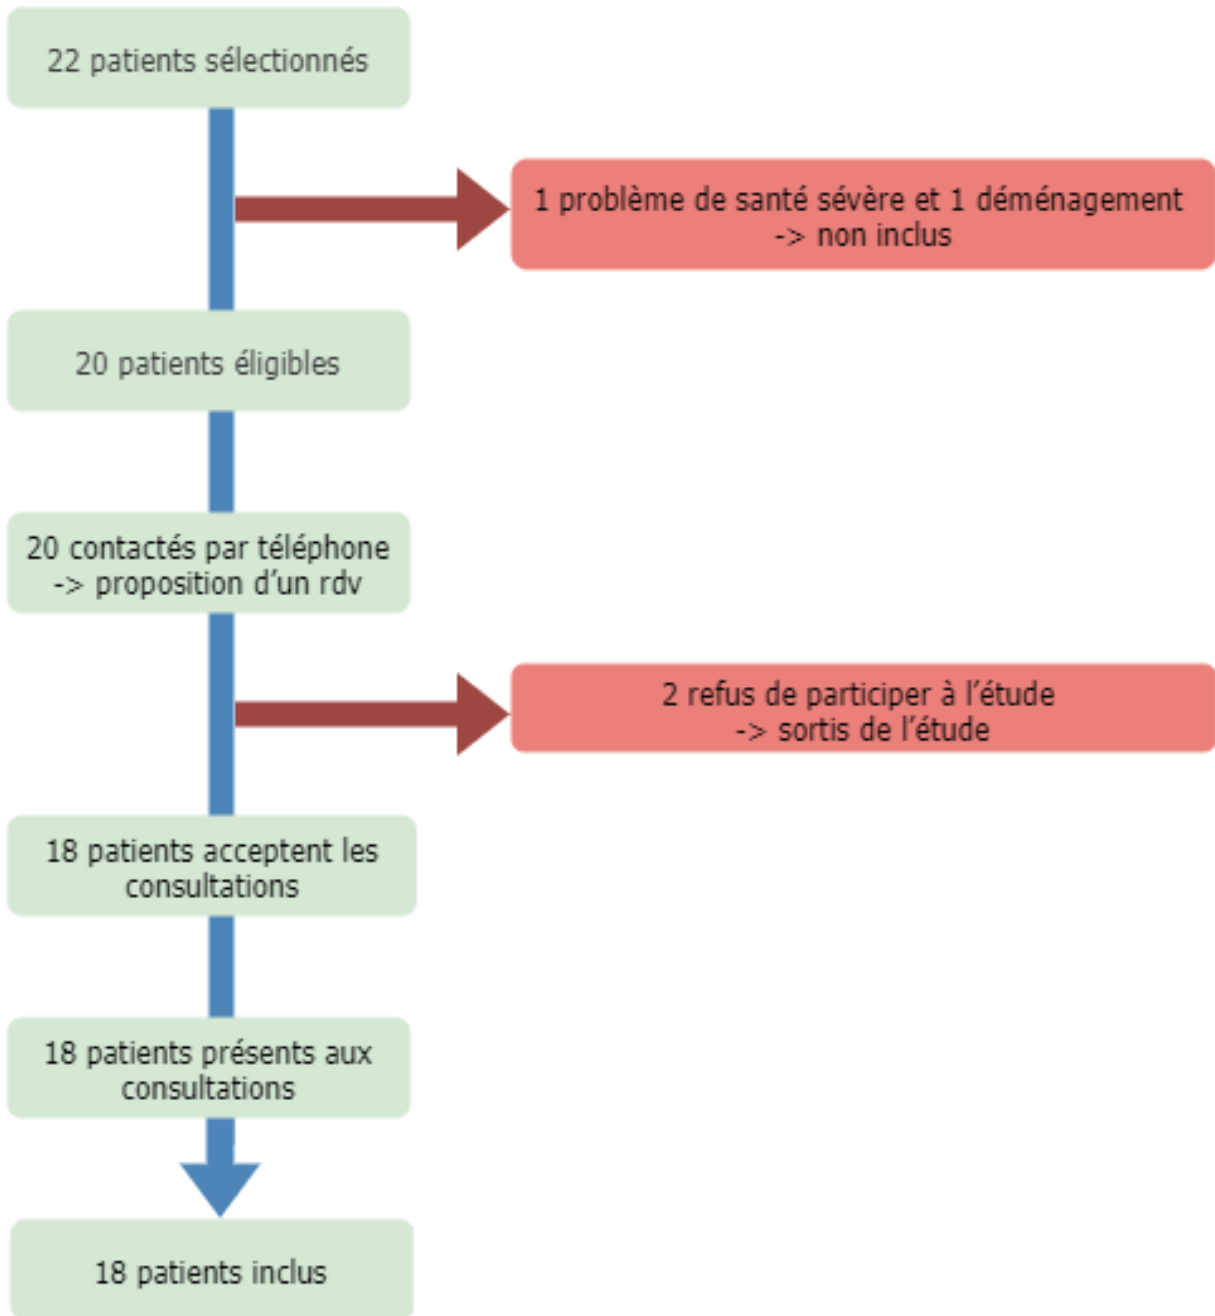 22 patients sélectionnés
1 problème de santé sévère et 1 déménagement
-> non inclus
20 patients éligibles
20 contactés par téléphone
-> proposition d'un rdv
2 refus de participer à l'étude
-> sortis de l'étude
18 patients acceptent les
consultations
18 patients présents aux
consultations
18 patients inclus